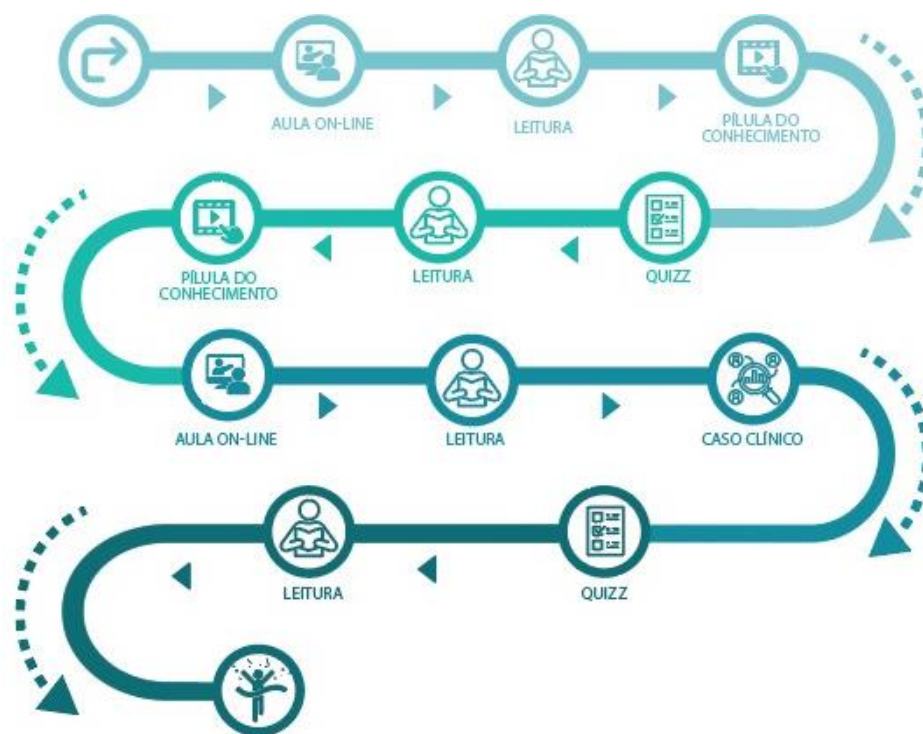 AULA ON-LINE
LEITURA
PÍLULA DO
CONHECIMENTO
PÍLULA DO
CONHECIMENTO
LEITURA
QUIZZ
AULA ON-LINE
LEITURA
CASO CLÍNICO
LEITURA
QUIZZ